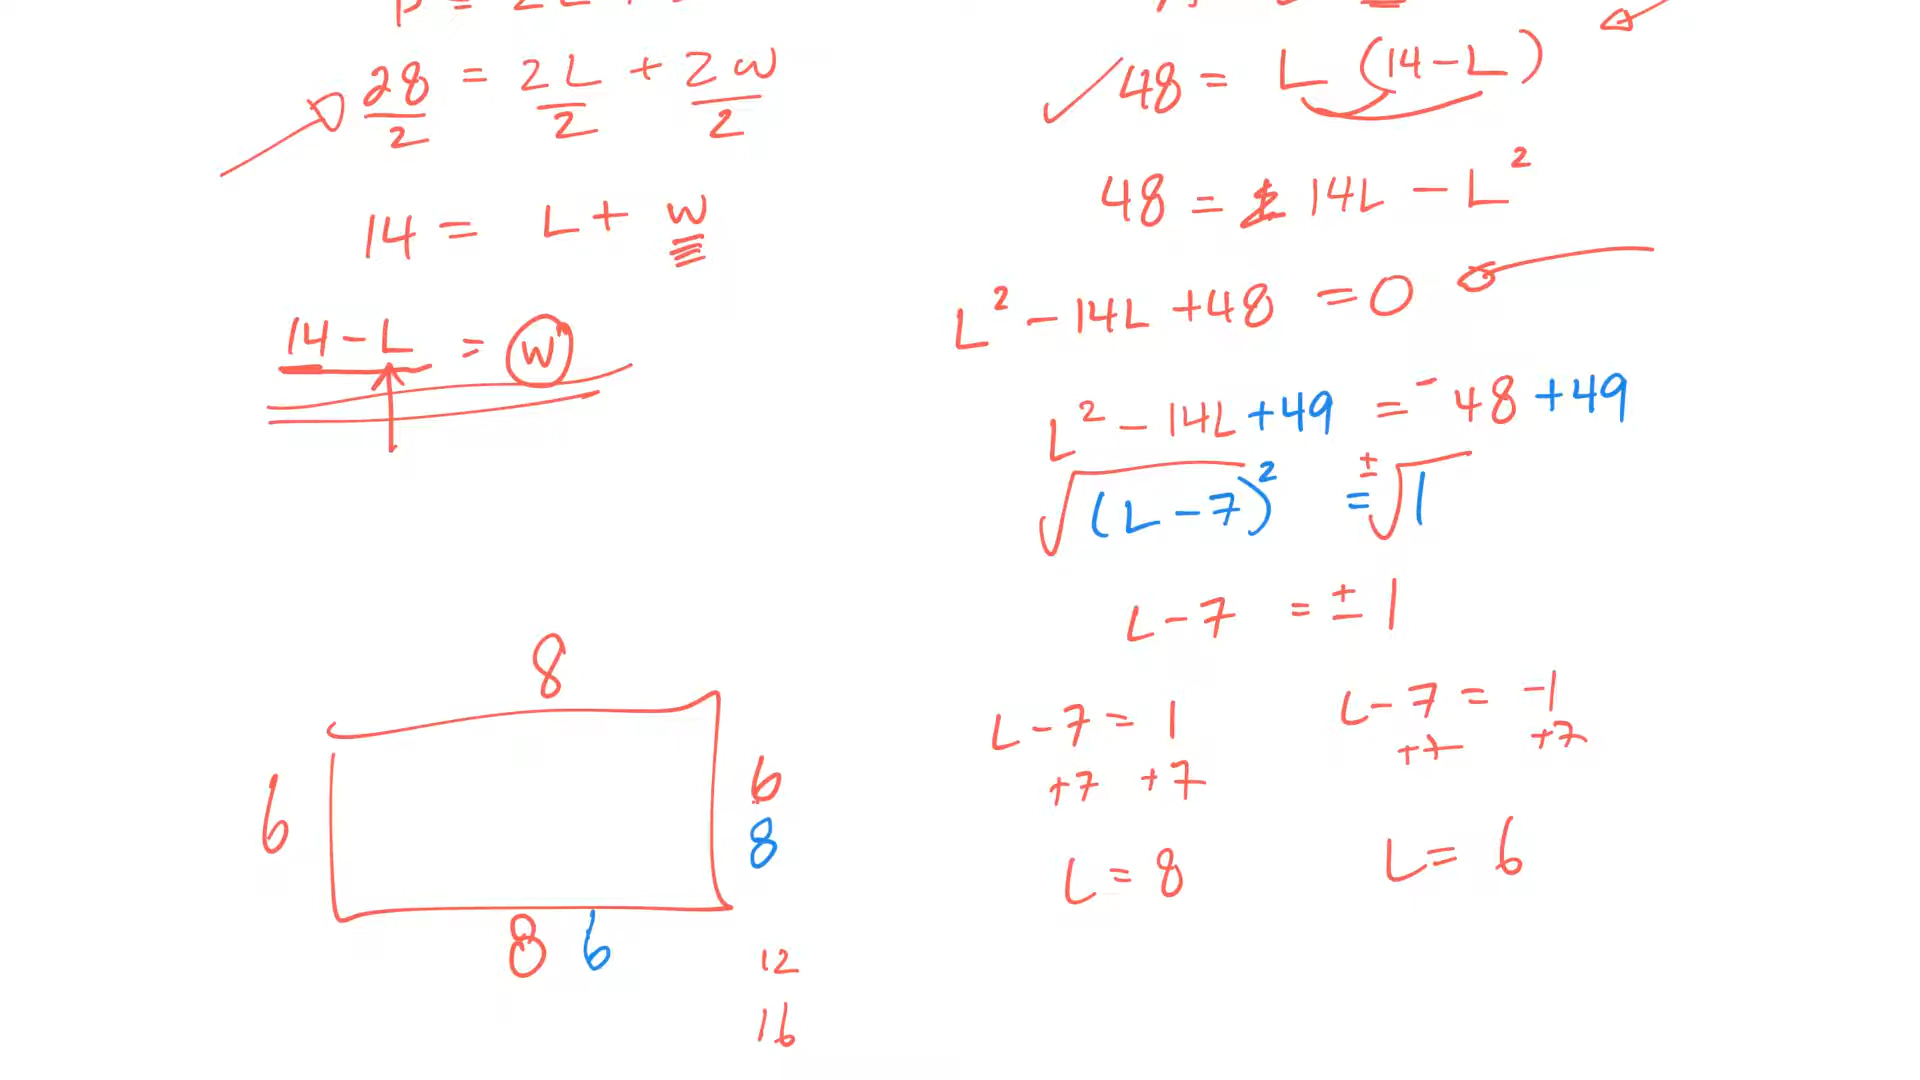 28 = 2L + 2w
2 2 2
14 = L + w
14 - L = w
48 = L (14 - L)
48 = 14L - L²
L² - 14L + 48 = 0
L² - 14L + 49 = -48 + 49
√(L - 7)² = ±√1
L - 7 = ± 1
L - 7 = 1
+7 +7
L = 8
L - 7 = -1
+7 +7
L = 6
8
6
6
8
8 6
12
16